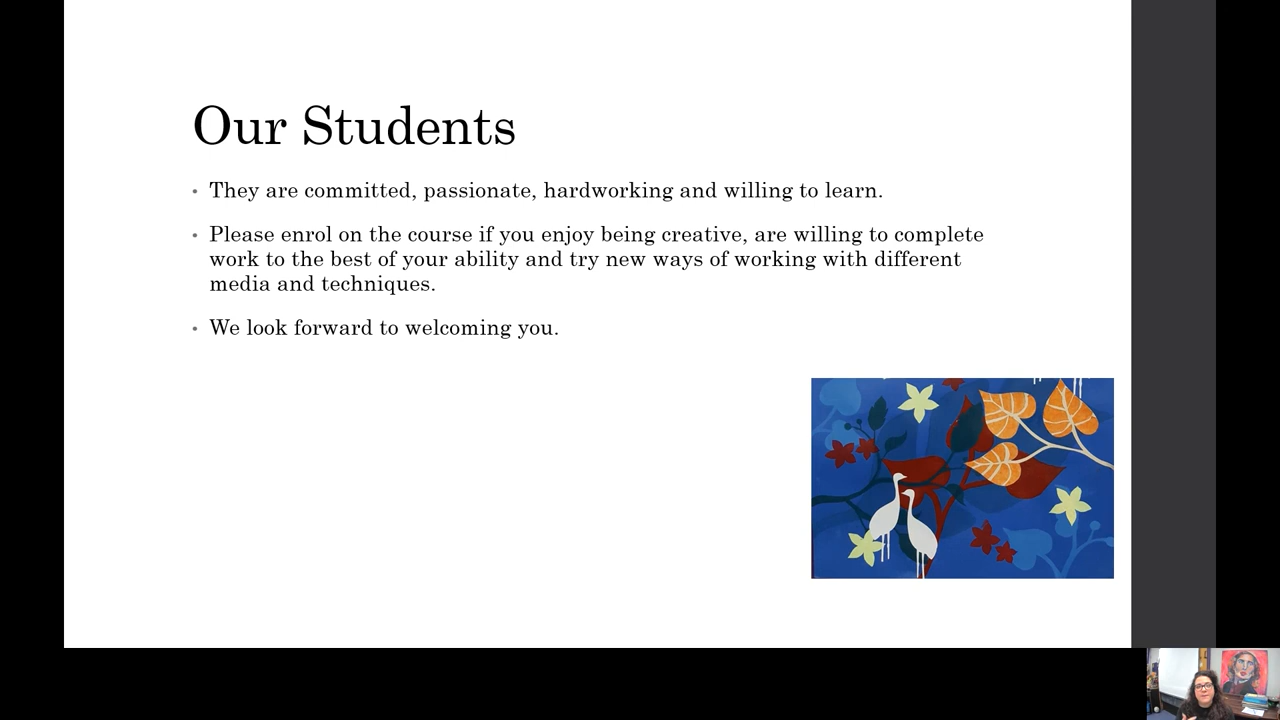 Our Students
• They are committed, passionate, hardworking and willing to learn.
• Please enrol on the course if you enjoy being creative, are willing to complete
work to the best of your ability and try new ways of working with different
media and techniques.
• We look forward to welcoming you.